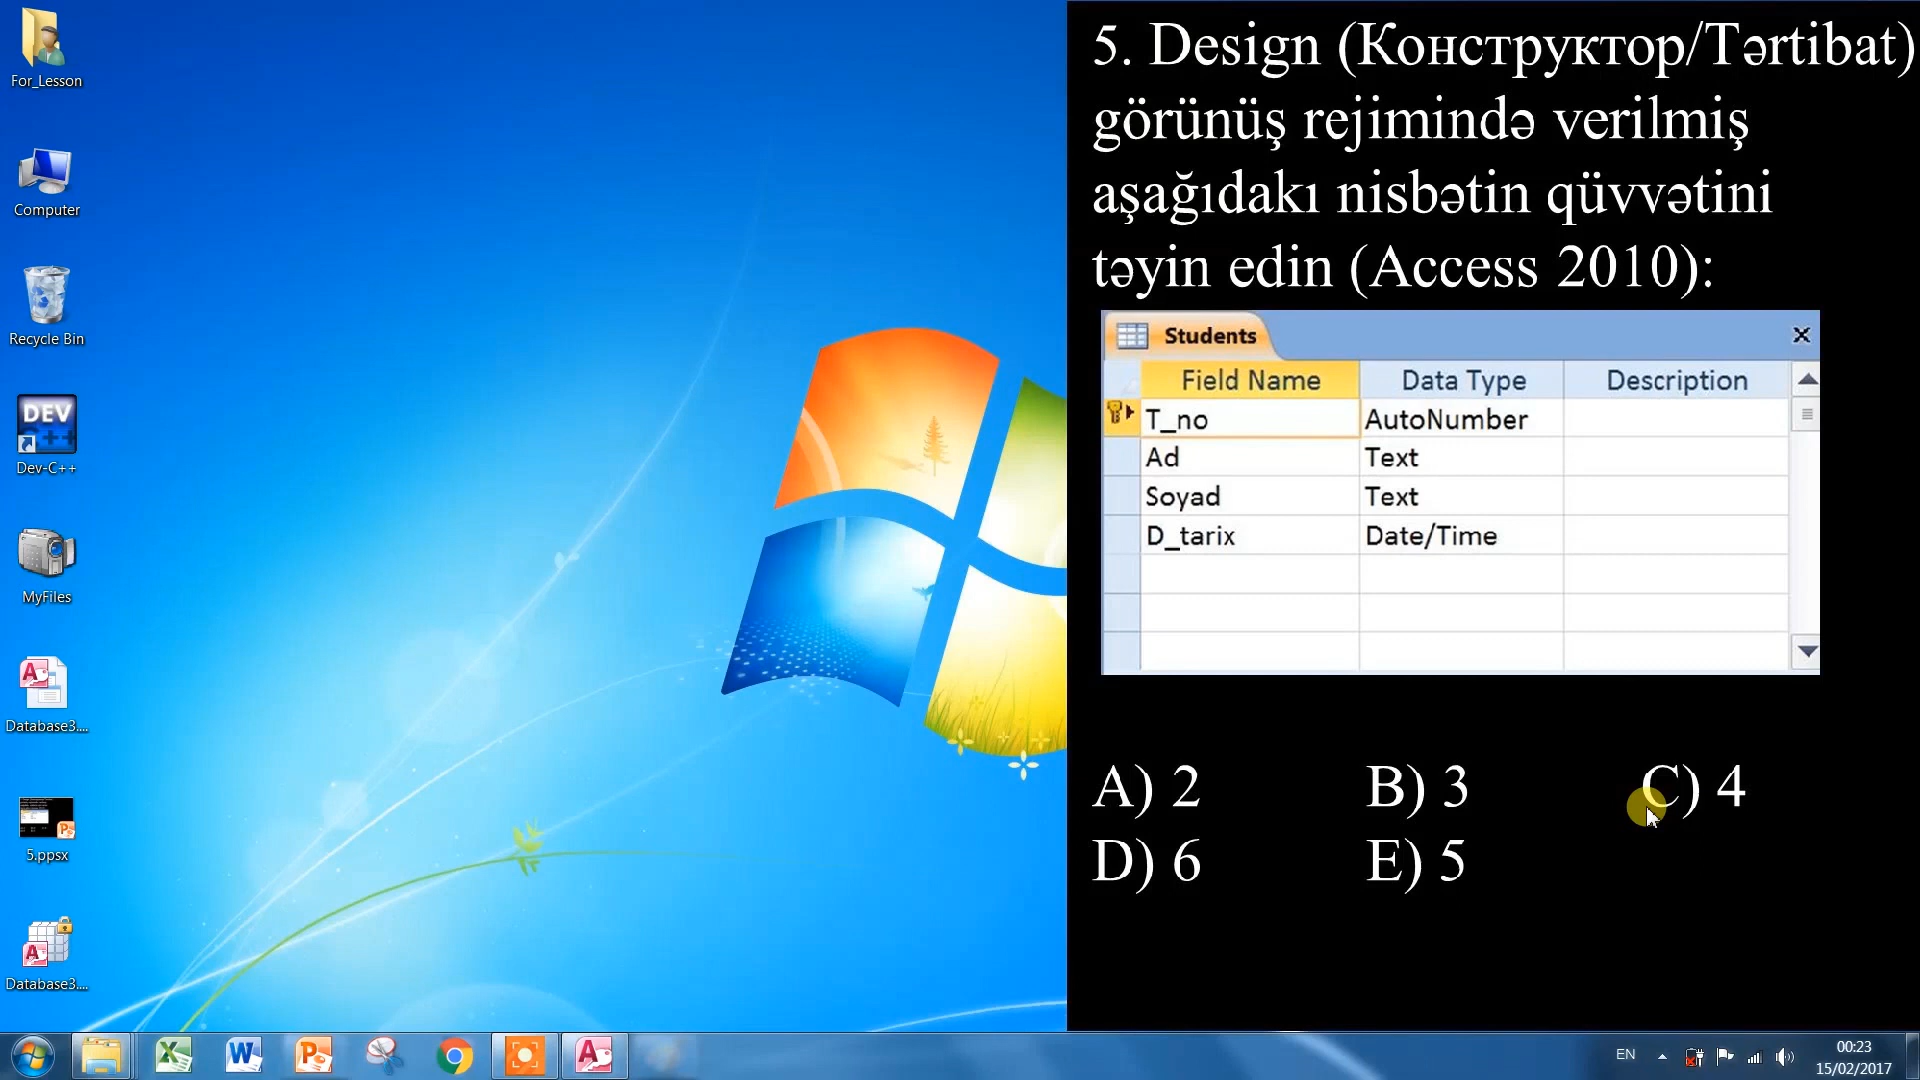 For_Lesson
Computer
Recycle Bin
DEV
C++
Dev-C++
MyFiles
Database3....
5.ppsx
Database3....
5. Design (Конструктор/Tərtibat)
görünüş rejimində verilmiş
aşağıdakı nisbətin qüvvətini
təyin edin (Access 2010):
Students
Field Name Data Type Description
T_no AutoNumber
Ad Text
Soyad Text
D_tarix Date/Time
A) 2 B) 3 C) 4
D) 6 E) 5
EN
00:23
15/02/2017